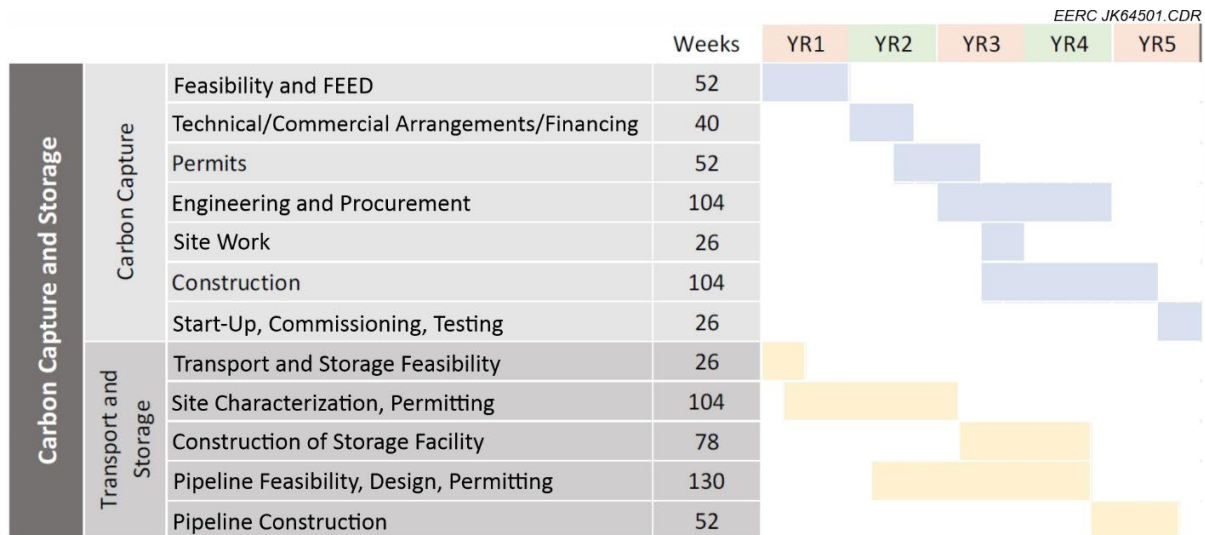 EERC JK64501.CDR
Weeks YR1 YR2 YR3 YR4 YR5
Carbon Capture and Storage
Carbon Capture
Feasibility and FEED 52
Technical/Commercial Arrangements/Financing 40
Permits 52
Engineering and Procurement 104
Site Work 26
Construction 104
Start-Up, Commissioning, Testing 26
Transport and
Storage
Transport and Storage Feasibility 26
Site Characterization, Permitting 104
Construction of Storage Facility 78
Pipeline Feasibility, Design, Permitting 130
Pipeline Construction 52